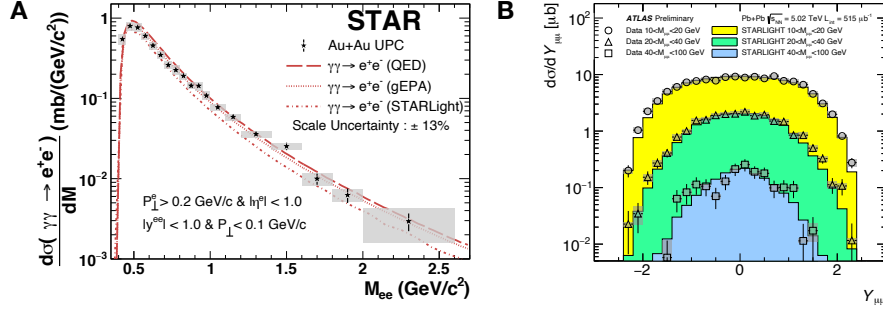 A
STAR
Au+Au UPC
γγ → e⁺e⁻ (QED)
γγ → e⁺e⁻ (gEPA)
γγ → e⁺e⁻ (STARLight)
Scale Uncertainty : ± 13%
P⊥ᵉ > 0.2 GeV/c & |ηᵉ| < 1.0
|yᵉᵉ| < 1.0 & P⊥ < 0.1 GeV/c
dσ( γγ → e⁺e⁻ ) / dM (mb/(GeV/c²))
1
10⁻¹
10⁻²
10⁻³
0.5 1 1.5 2 2.5
Mₑₑ (GeV/c²)
B
ATLAS Preliminary Pb+Pb √sNN = 5.02 TeV Lint = 515 μb⁻¹
Data 10<Mμμ<20 GeV STARLIGHT 10<Mμμ<20 GeV
Data 20<Mμμ<40 GeV STARLIGHT 20<Mμμ<40 GeV
Data 40<Mμμ<100 GeV STARLIGHT 40<Mμμ<100 GeV
dσ/dYμμ [μb]
10³
10²
10
1
10⁻¹
10⁻²
−2 0 2
Yμμ